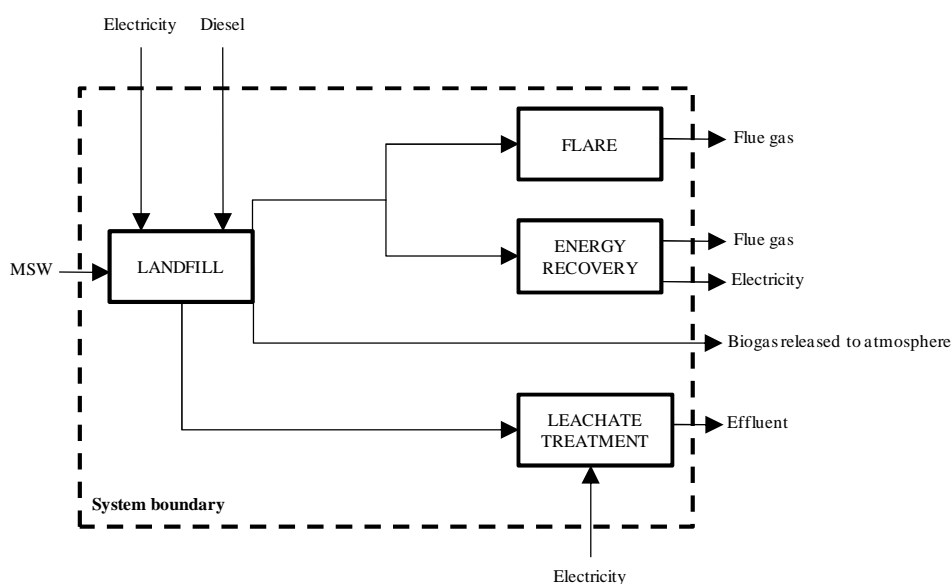 Electricity
Diesel
FLARE
Flue gas
MSW
LANDFILL
ENERGY
RECOVERY
Flue gas
Electricity
Biogas released to atmosphere
LEACHATE
TREATMENT
Effluent
System boundary
Electricity